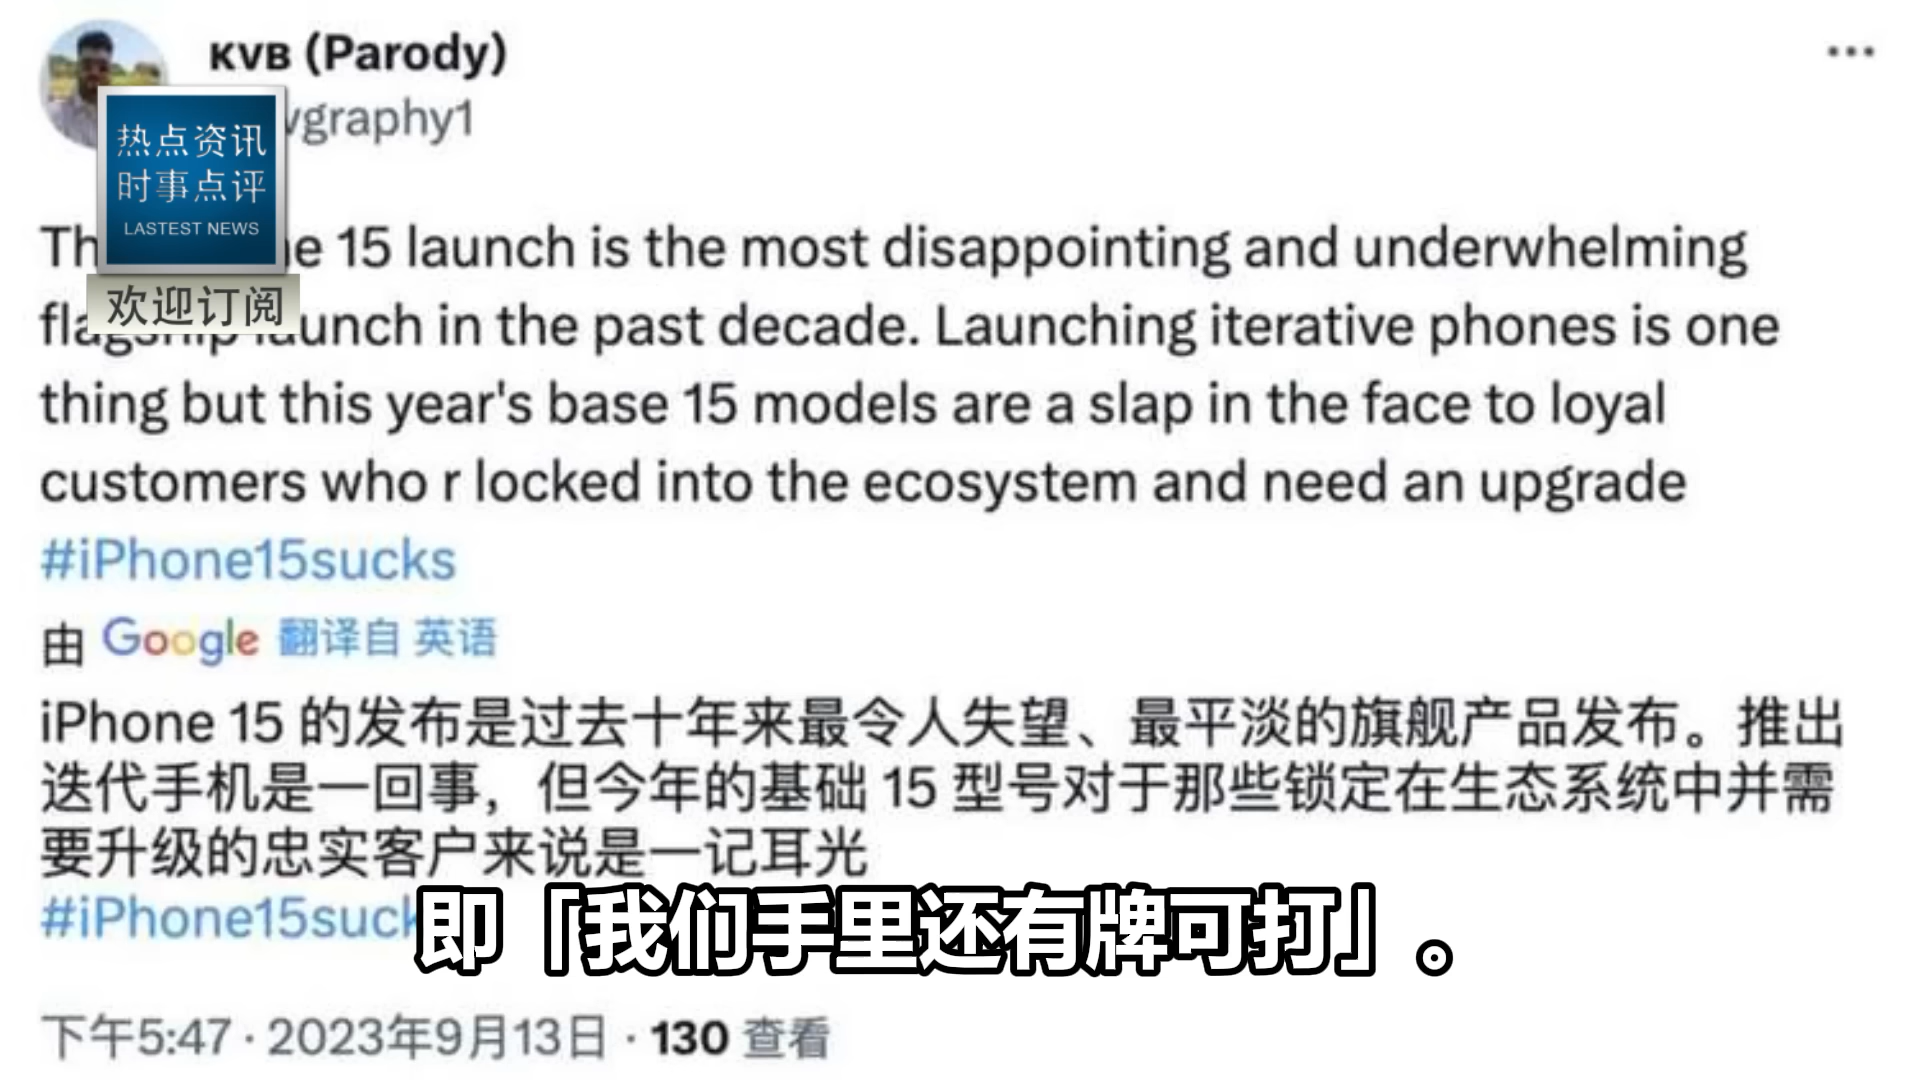 KVB (Parody)
vgraphy1
热点资讯
时事点评
LASTEST NEWS
欢迎订阅
15 launch is the most disappointing and underwhelming
in the past decade. Launching iterative phones is one
thing but this year's base 15 models are a slap in the face to loyal
customers who r locked into the ecosystem and need an upgrade
#iPhone15sucks
由 Google 翻译自 英语
iPhone 15 的发布是过去十年来最令人失望、最平淡的旗舰产品发布。推出
迭代手机是一回事，但今年的基础 15 型号对于那些锁定在生态系统中并需
要升级的忠实客户来说是一记耳光
#iPhone15suck
即「我们手里还有牌可打」。
下午5:47 · 2023年9月13日 · 130 查看